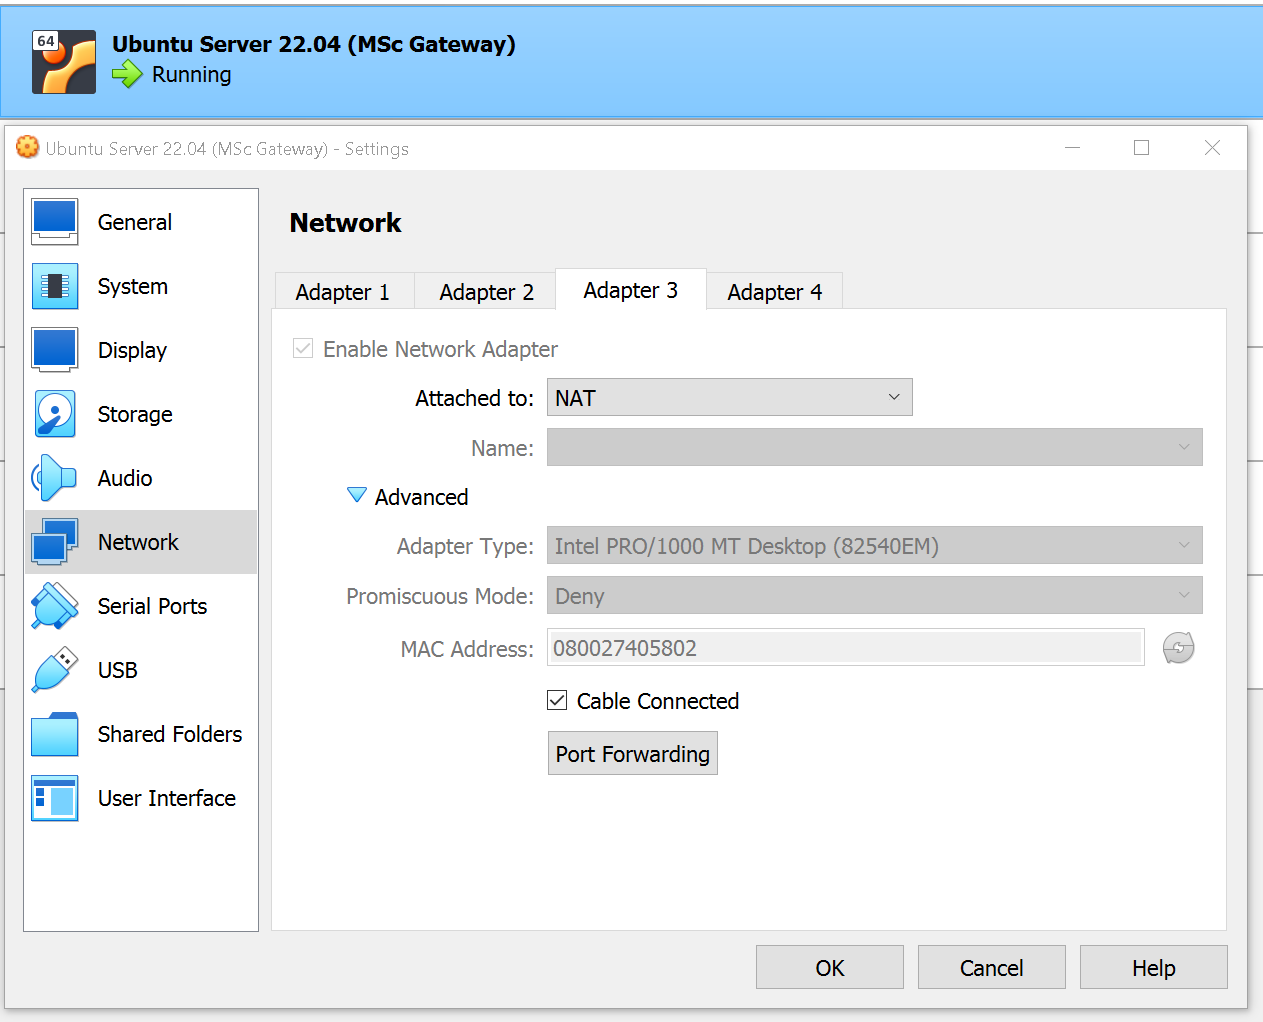 64
Ubuntu Server 22.04 (MSc Gateway)
Running
Ubuntu Server 22.04 (MSc Gateway) - Settings
General
System
Display
Storage
Audio
Network
Serial Ports
USB
Shared Folders
User Interface
Network
Adapter 1 Adapter 2 Adapter 3 Adapter 4
Enable Network Adapter
Attached to: NAT
Name:
Advanced
Adapter Type: Intel PRO/1000 MT Desktop (82540EM)
Promiscuous Mode: Deny
MAC Address: 080027405802
Cable Connected
Port Forwarding
OK Cancel Help